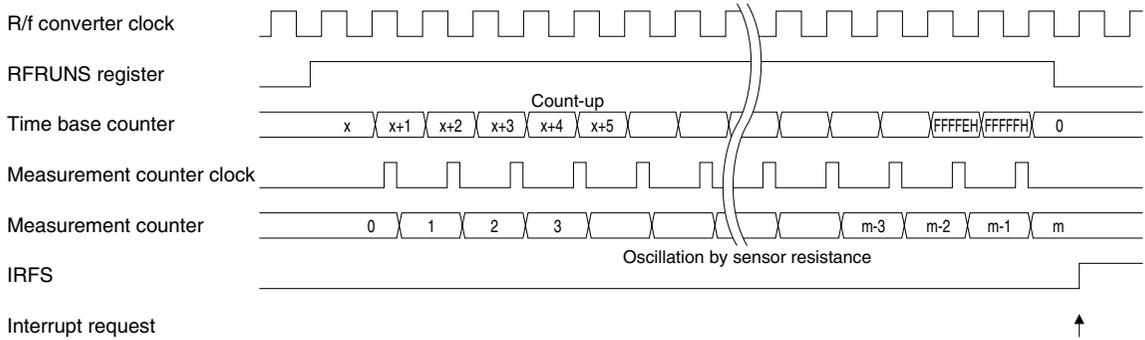 R/f converter clock
RFRUNS register
Count-up
Time base counter x x+1 x+2 x+3 x+4 x+5 FFFFEH FFFFFH 0
Measurement counter clock
Measurement counter 0 1 2 3 m-3 m-2 m-1 m
Oscillation by sensor resistance
IRFS
Interrupt request